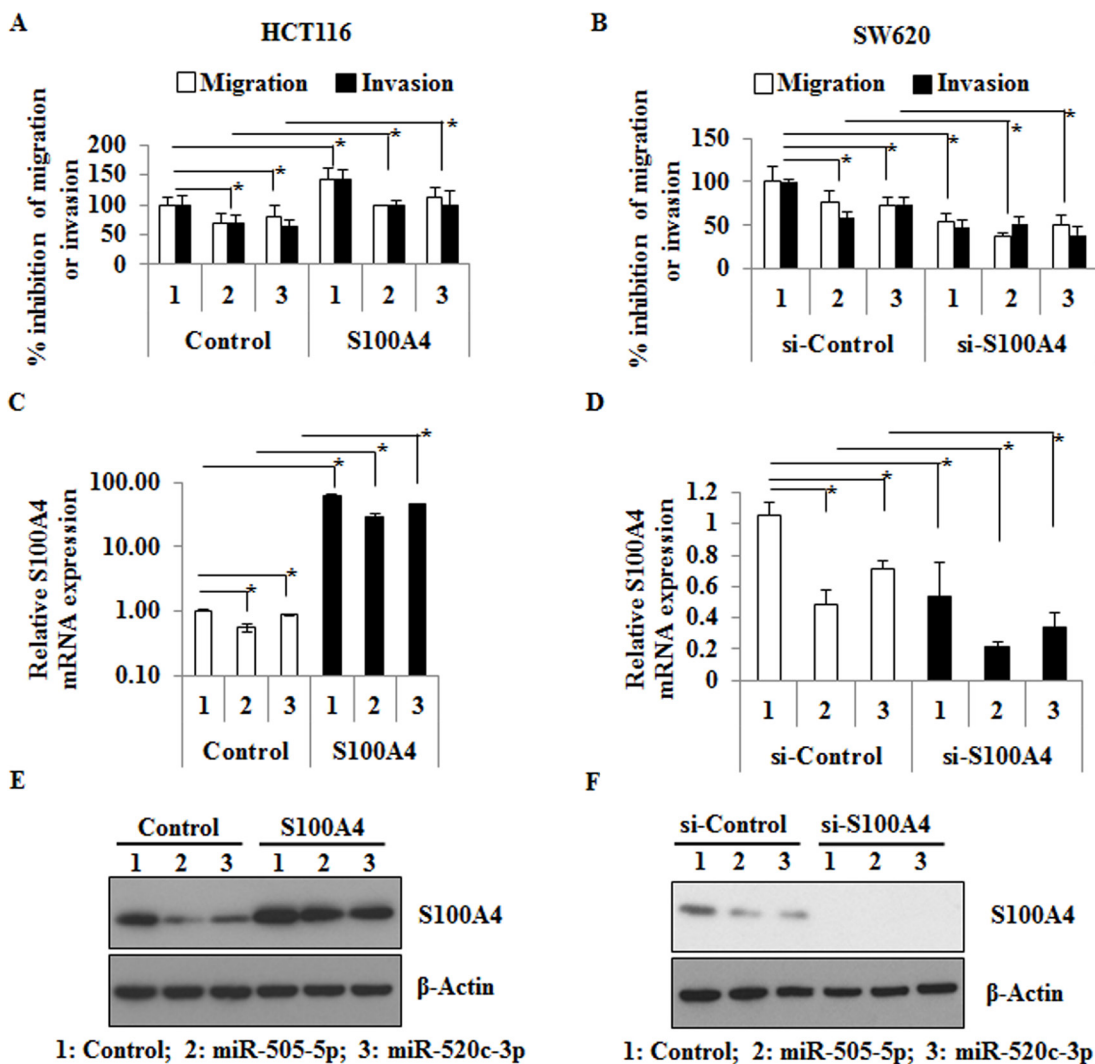 A
HCT116
Migration Invasion
% inhibition of migration
or invasion
200
150
100
50
0
1 2 3 1 2 3
Control S100A4
B
SW620
Migration Invasion
% inhibition of migration
or invasion
150
100
50
0
1 2 3 1 2 3
si-Control si-S100A4
C
Relative S100A4
mRNA expression
100.00
10.00
1.00
0.10
1 2 3 1 2 3
Control S100A4
D
Relative S100A4
mRNA expression
1.2
1
0.8
0.6
0.4
0.2
0
1 2 3 1 2 3
si-Control si-S100A4
E
Control S100A4
1 2 3 1 2 3
S100A4
β-Actin
1: Control; 2: miR-505-5p; 3: miR-520c-3p
F
si-Control si-S100A4
1 2 3 1 2 3
S100A4
β-Actin
1: Control; 2: miR-505-5p; 3: miR-520c-3p